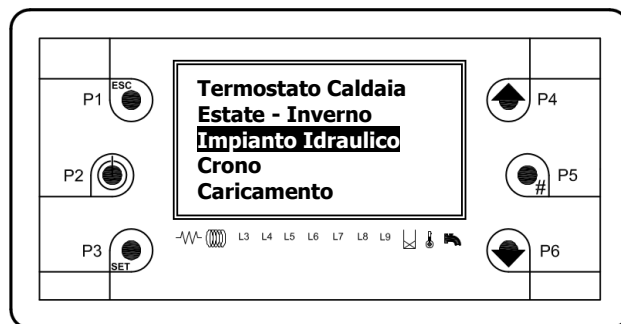 ESC
P1
P2
P3
SET
Termostato Caldaia
Estate - Inverno
Impianto Idraulico
Crono
Caricamento
L3 L4 L5 L6 L7 L8 L9
P4
P5
#
P6